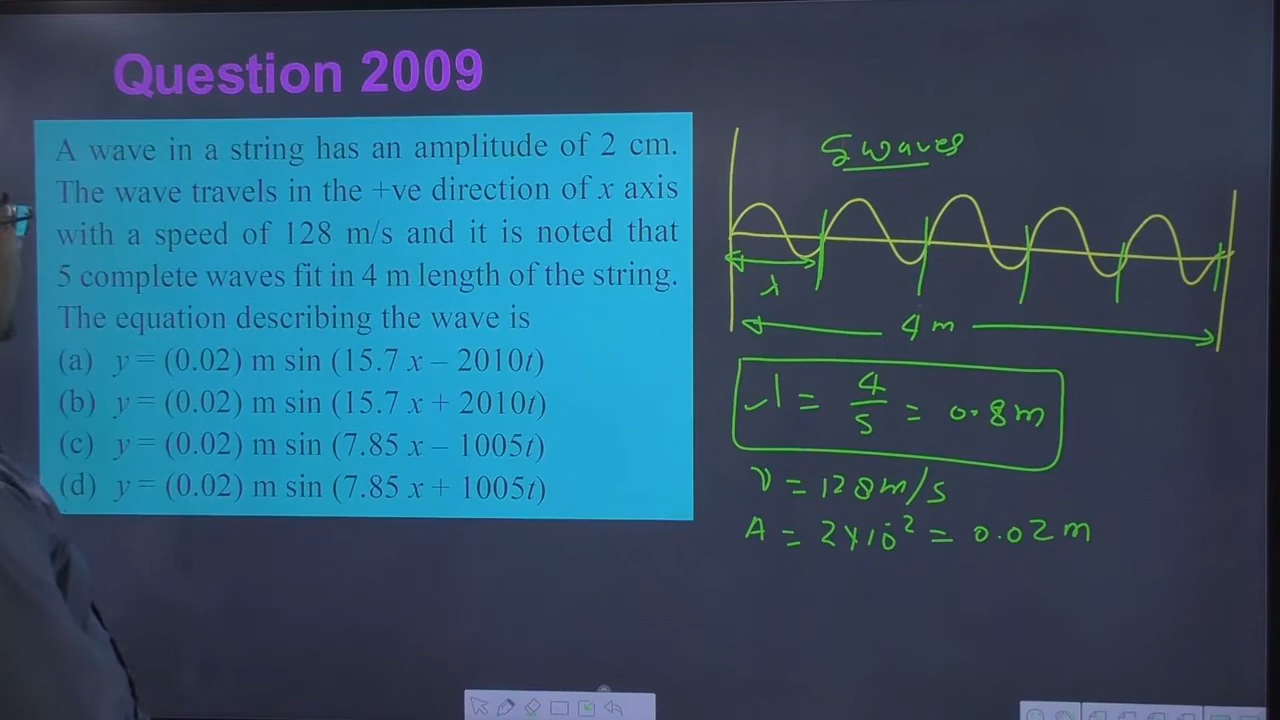 Question 2009
A wave in a string has an amplitude of 2 cm.
The wave travels in the +ve direction of x axis
with a speed of 128 m/s and it is noted that
5 complete waves fit in 4 m length of the string.
The equation describing the wave is
(a) y = (0.02) m sin (15.7 x – 2010t)
(b) y = (0.02) m sin (15.7 x + 2010t)
(c) y = (0.02) m sin (7.85 x – 1005t)
(d) y = (0.02) m sin (7.85 x + 1005t)
5 waves
λ
4 m
λ = 4/5 = 0.8 m
v = 128 m/s
A = 2×10⁻² = 0.02 m